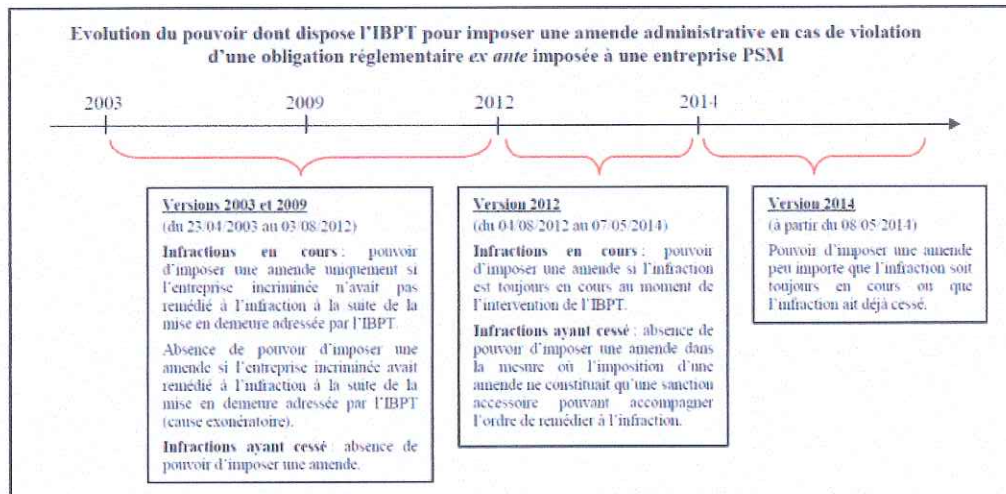 Evolution du pouvoir dont dispose l'IBPT pour imposer une amende administrative en cas de violation
d'une obligation réglementaire ex ante imposée à une entreprise PSM
2003 2009 2012 2014
Versions 2003 et 2009
(du 23/04/2003 au 03/08/2012)
Infractions en cours : pouvoir
d'imposer une amende uniquement si
l'entreprise incriminée n'avait pas
remédié à l'infraction à la suite de la
mise en demeure adressée par l'IBPT.
Absence de pouvoir d'imposer une
amende si l'entreprise incriminée avait
remédié à l'infraction à la suite de la
mise en demeure adressée par l'IBPT
(cause exonératoire).
Infractions ayant cessé : absence de
pouvoir d'imposer une amende.
Version 2012
(du 04/08/2012 au 07/05/2014)
Infractions en cours : pouvoir
d'imposer une amende si l'infraction
est toujours en cours au moment de
l'intervention de l'IBPT.
Infractions ayant cessé : absence de
pouvoir d'imposer une amende dans
la mesure où l'imposition d'une
amende ne constituait qu'une sanction
accessoire pouvant accompagner
l'ordre de remédier à l'infraction.
Version 2014
(à partir du 08/05/2014)
Pouvoir d'imposer une amende
peu importe que l'infraction soit
toujours en cours ou que
l'infraction ait déjà cessé.